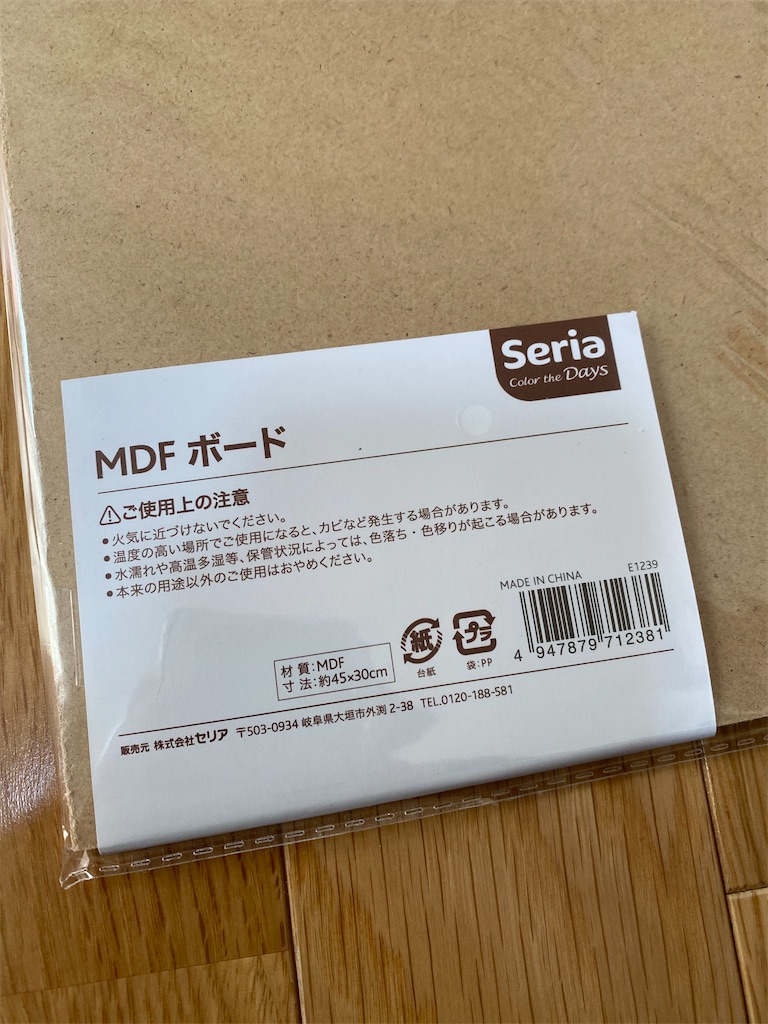 Seria
Color the Days
MDF ボード
⚠ご使用上の注意
●火気に近づけないでください。
●温度の高い場所でご使用になると、カビなど発生する場合があります。
●水濡れや高温多湿等、保管状況によっては、色落ち・色移りが起こる場合があります。
●本来の用途以外のご使用はおやめください。
MADE IN CHINA E1239
材 質:MDF
寸 法:約45×30cm
紙
台紙
プラ
袋:PP
4 947879 712381
販売元 株式会社セリア 〒503-0934 岐阜県大垣市外渕 2-38 TEL.0120-188-581